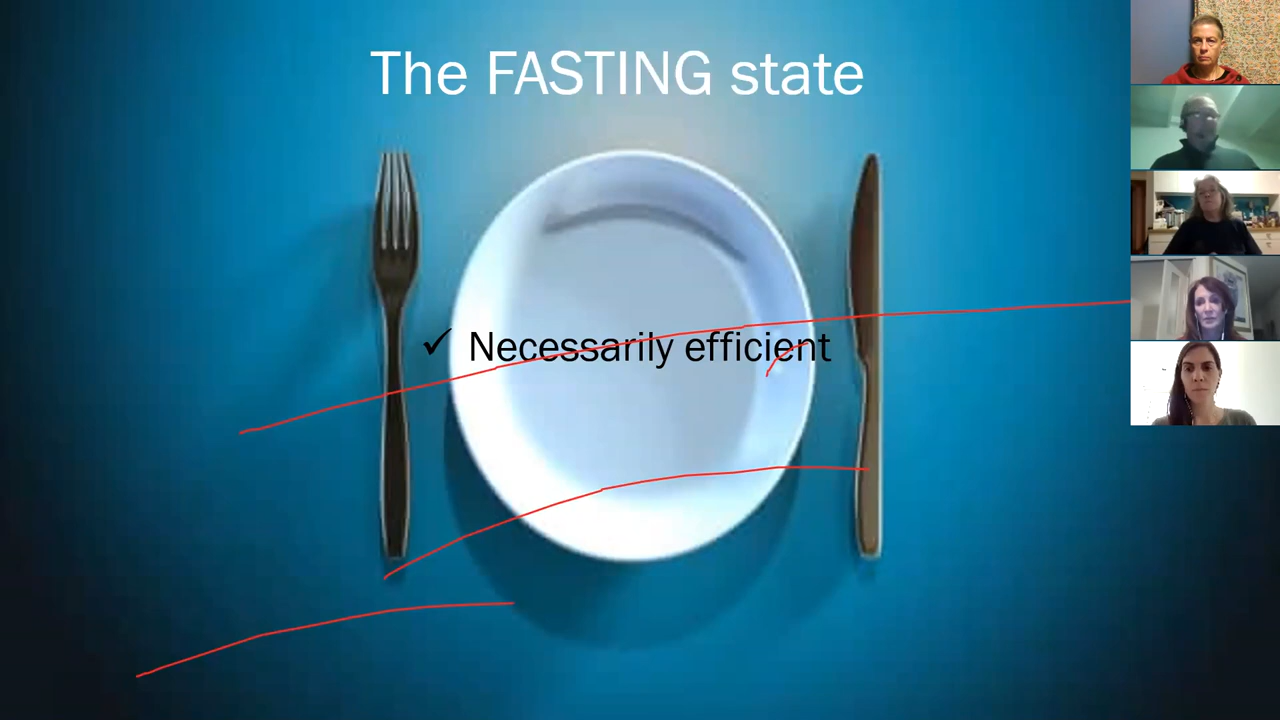 The FASTING state
✓ Necessarily efficient